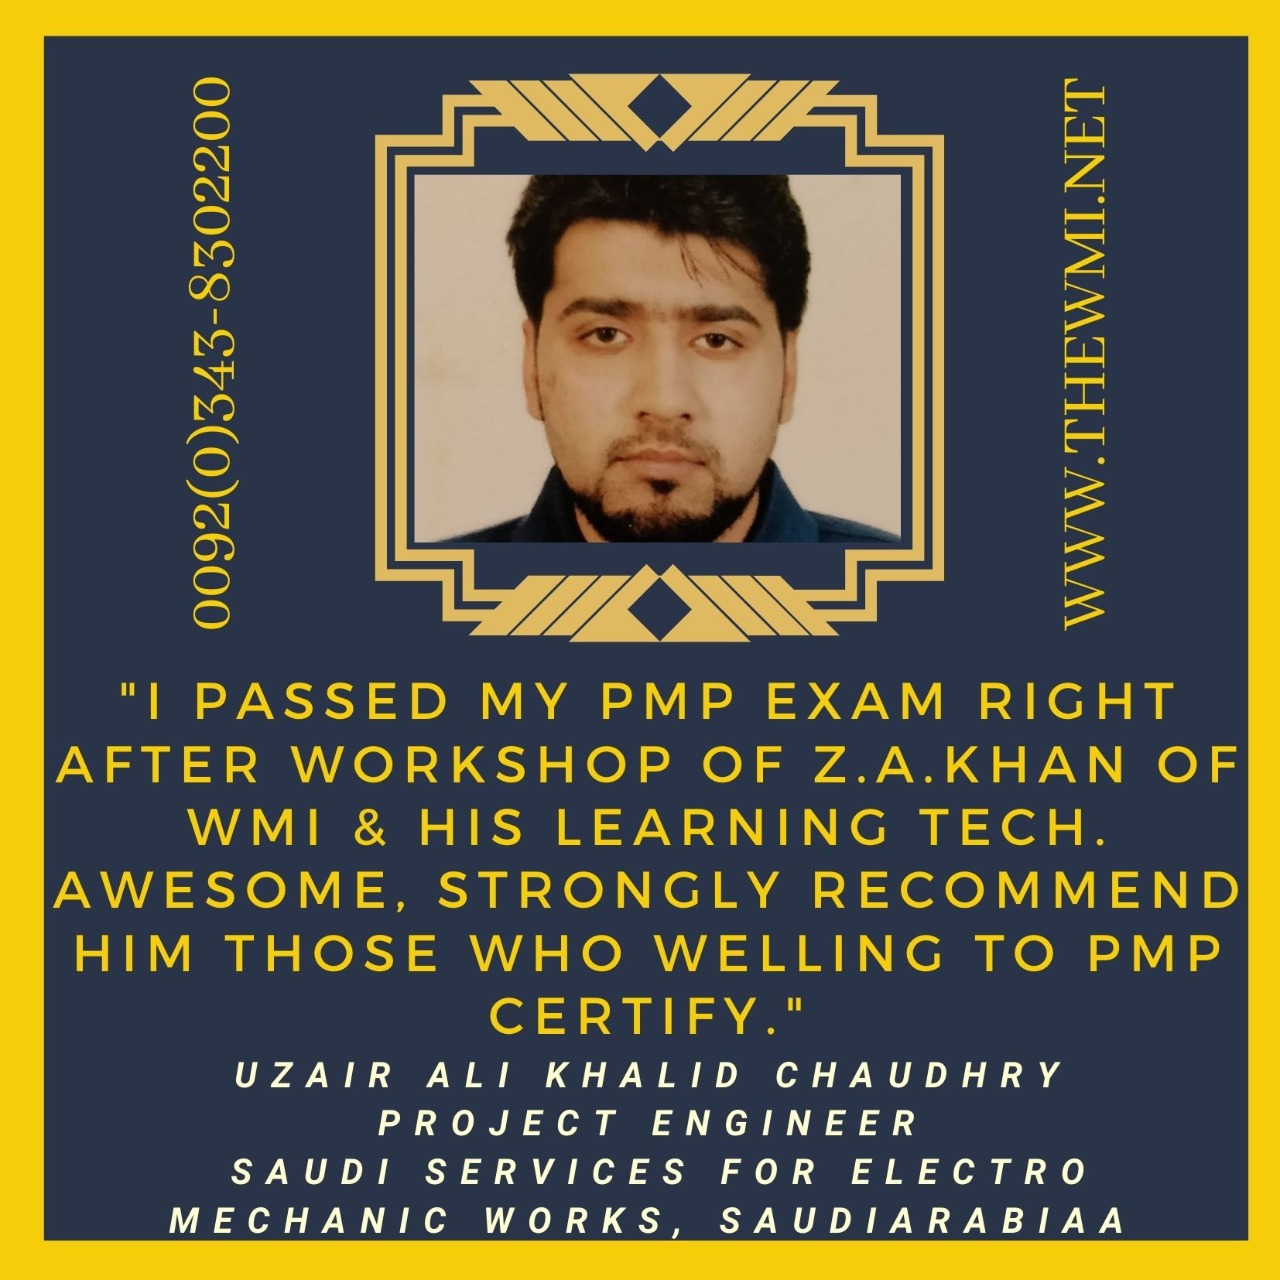 0092(0)343-8302200
WWW.THEWMI.NET
"I PASSED MY PMP EXAM RIGHT
AFTER WORKSHOP OF Z.A.KHAN OF
WMI & HIS LEARNING TECH.
AWESOME, STRONGLY RECOMMEND
HIM THOSE WHO WELLING TO PMP
CERTIFY."
UZAIR ALI KHALID CHAUDHRY
PROJECT ENGINEER
SAUDI SERVICES FOR ELECTRO
MECHANIC WORKS, SAUDIARABIAA